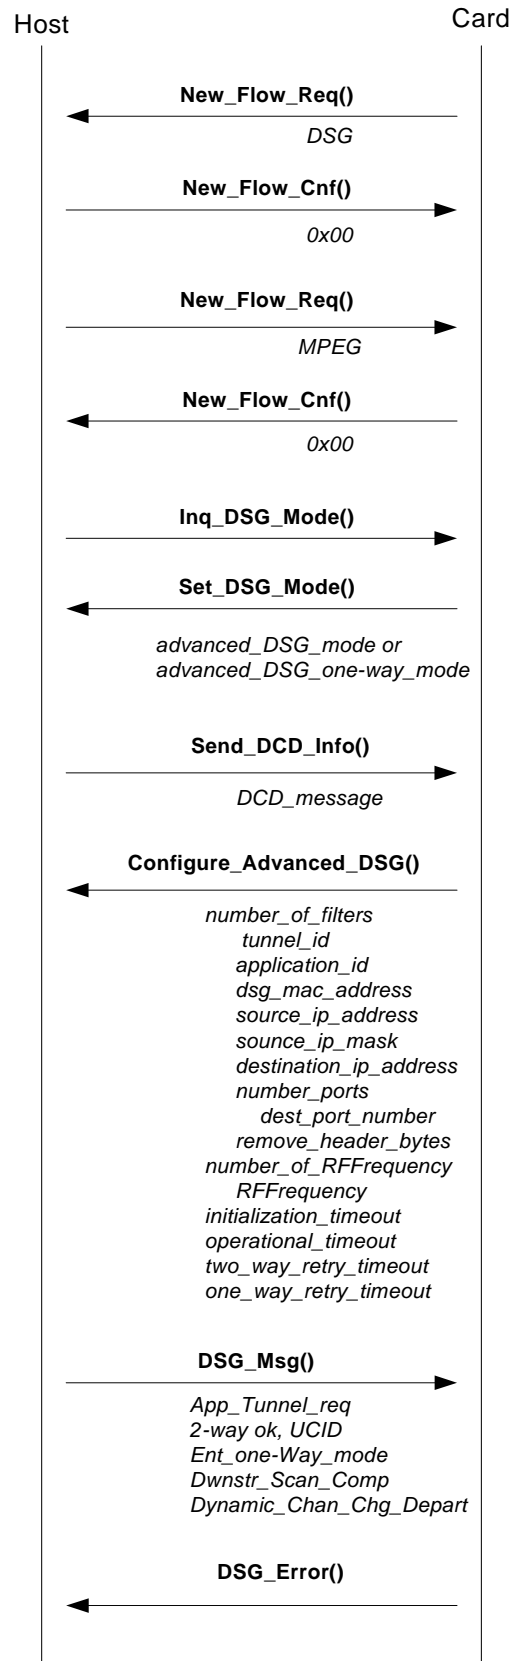 Host
Card
New_Flow_Req()
DSG
New_Flow_Cnf()
0x00
New_Flow_Req()
MPEG
New_Flow_Cnf()
0x00
Inq_DSG_Mode()
Set_DSG_Mode()
advanced_DSG_mode or
advanced_DSG_one-way_mode
Send_DCD_Info()
DCD_message
Configure_Advanced_DSG()
number_of_filters
tunnel_id
application_id
dsg_mac_address
source_ip_address
sounce_ip_mask
destination_ip_address
number_ports
dest_port_number
remove_header_bytes
number_of_RFFrequency
RFFrequency
initialization_timeout
operational_timeout
two_way_retry_timeout
one_way_retry_timeout
DSG_Msg()
App_Tunnel_req
2-way ok, UCID
Ent_one-Way_mode
Dwnstr_Scan_Comp
Dynamic_Chan_Chg_Depart
DSG_Error()